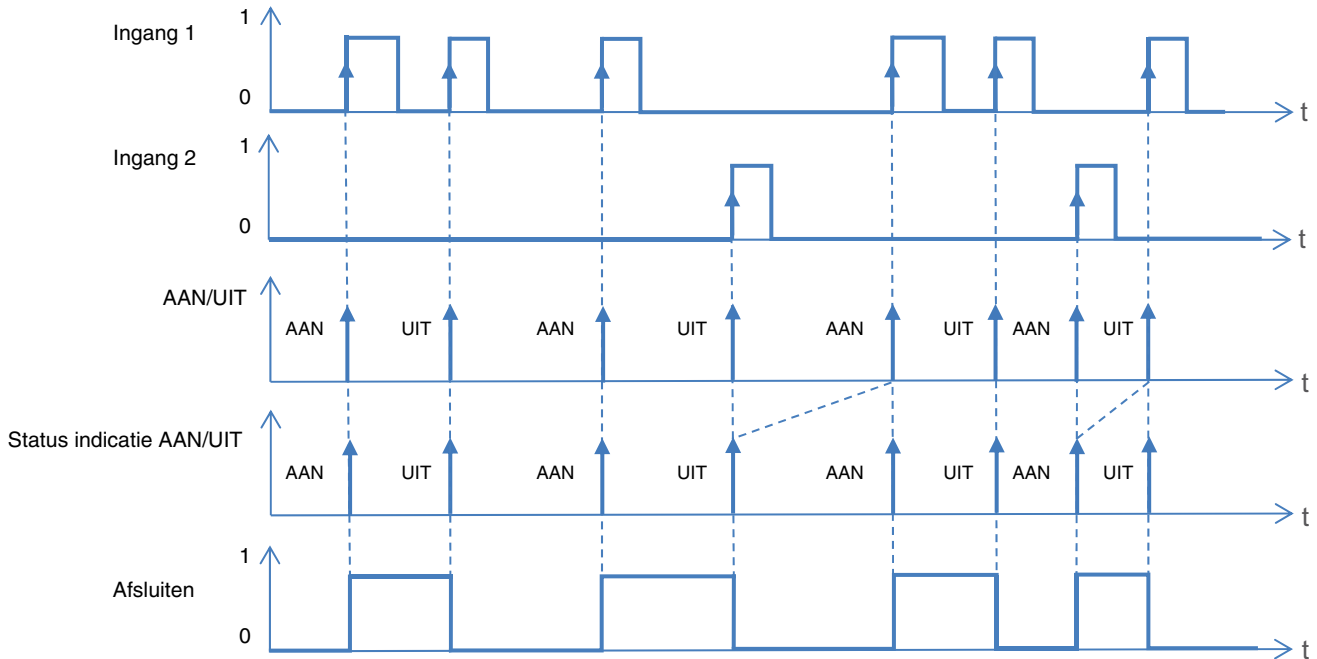 1
Ingang 1
0
t
1
Ingang 2
0
t
AAN/UIT
AAN UIT AAN UIT AAN UIT AAN UIT
t
Status indicatie AAN/UIT
AAN UIT AAN UIT AAN UIT AAN UIT
t
1
Afsluiten
0
t